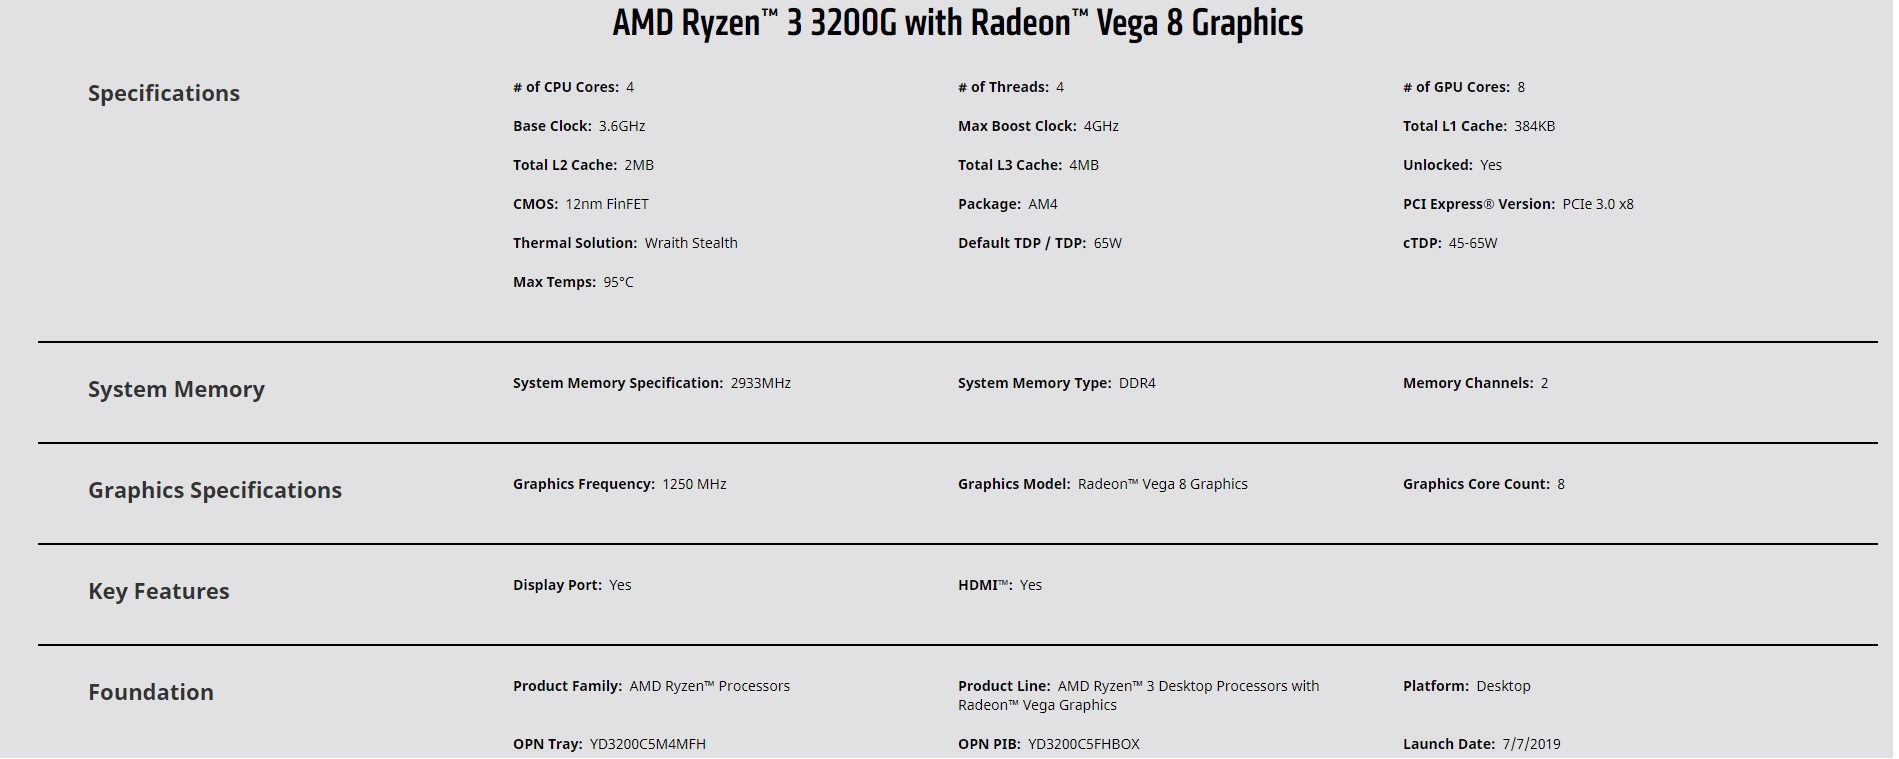 AMD Ryzen™ 3 3200G with Radeon™ Vega 8 Graphics
Specifications
# of CPU Cores: 4
# of Threads: 4
# of GPU Cores: 8
Base Clock: 3.6GHz
Max Boost Clock: 4GHz
Total L1 Cache: 384KB
Total L2 Cache: 2MB
Total L3 Cache: 4MB
Unlocked: Yes
CMOS: 12nm FinFET
Package: AM4
PCI Express® Version: PCIe 3.0 x8
Thermal Solution: Wraith Stealth
Default TDP / TDP: 65W
cTDP: 45-65W
Max Temps: 95°C
System Memory
System Memory Specification: 2933MHz
System Memory Type: DDR4
Memory Channels: 2
Graphics Specifications
Graphics Frequency: 1250 MHz
Graphics Model: Radeon™ Vega 8 Graphics
Graphics Core Count: 8
Key Features
Display Port: Yes
HDMI™: Yes
Foundation
Product Family: AMD Ryzen™ Processors
Product Line: AMD Ryzen™ 3 Desktop Processors with
Radeon™ Vega Graphics
Platform: Desktop
OPN Tray: YD3200C5M4MFH
OPN PIB: YD3200C5FHBOX
Launch Date: 7/7/2019